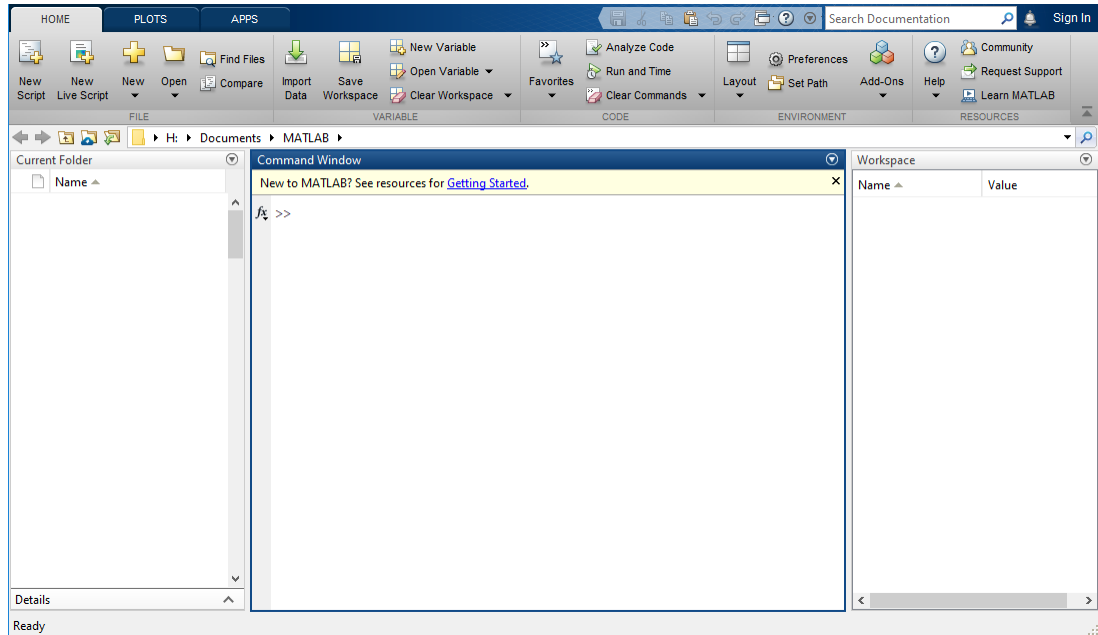 HOME PLOTS APPS Search Documentation Sign In
New Script
New Live Script
New
Open
Find Files
Compare
FILE
Import Data
Save Workspace
New Variable
Open Variable
Clear Workspace
VARIABLE
Favorites
Analyze Code
Run and Time
Clear Commands
CODE
Layout
Preferences
Set Path
Add-Ons
ENVIRONMENT
Help
Community
Request Support
Learn MATLAB
RESOURCES
H: Documents MATLAB
Current Folder
Name
Details
Command Window
New to MATLAB? See resources for Getting Started.
fx >>
Workspace
Name Value
Ready